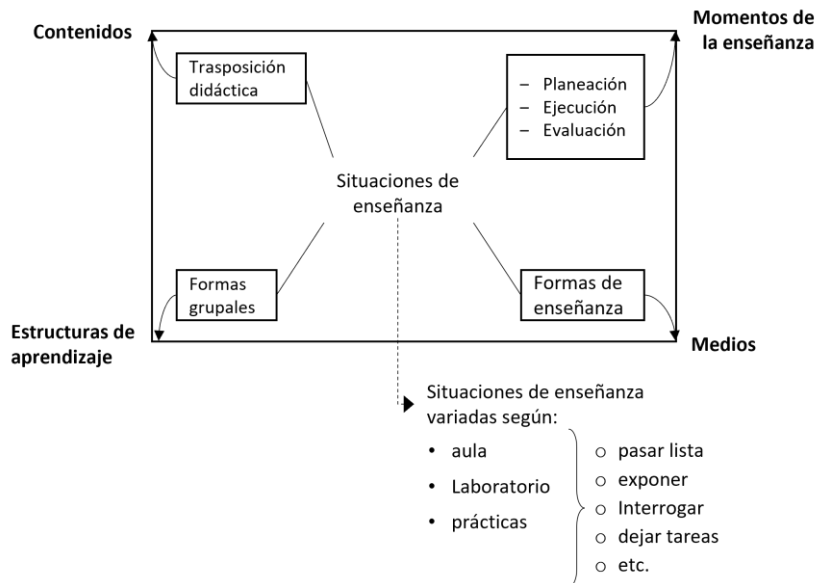 Contenidos
Momentos de
la enseñanza
Trasposición
didáctica
– Planeación
– Ejecución
– Evaluación
Situaciones de
enseñanza
Formas
grupales
Formas de
enseñanza
Estructuras de
aprendizaje
Medios
Situaciones de enseñanza
variadas según:
• aula
• Laboratorio
• prácticas
o pasar lista
o exponer
o Interrogar
o dejar tareas
o etc.